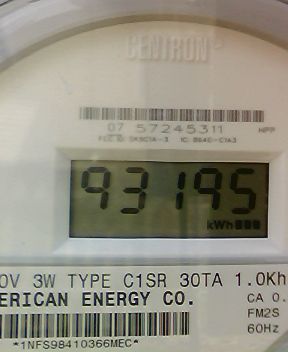 CENTRON
07 57245311 HPP
93195
kWh
0V 3W TYPE C1SR 30TA 1.0Kh
ERICAN ENERGY CO. CA 0.
FM2S
60Hz
*1NFS98410366MEC*